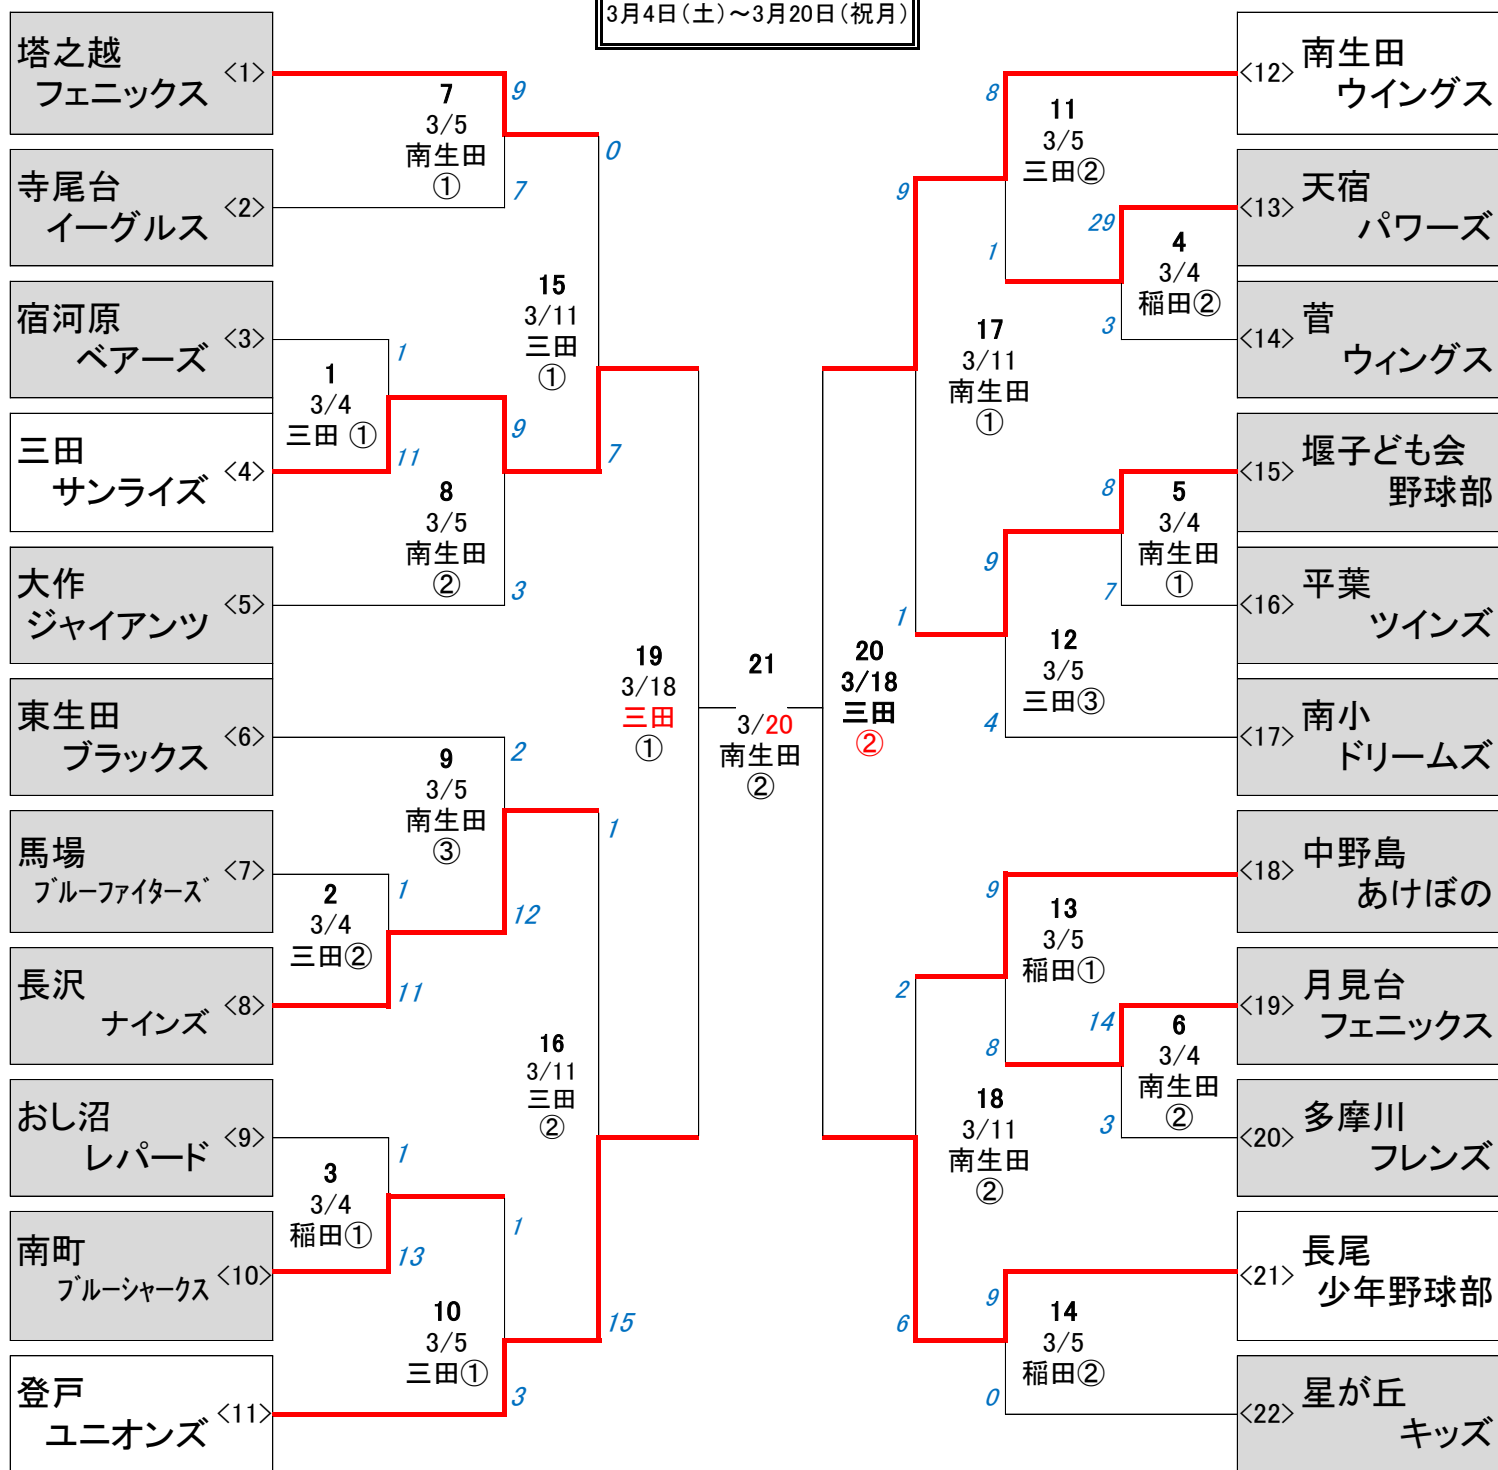 3月4日(土)～3月20日(祝月)
塔之越
フェニックス
<1>
寺尾台
イーグルス
<2>
宿河原
ベアーズ
<3>
三田
サンライズ
<4>
大作
ジャイアンツ
<5>
東生田
ブラックス
<6>
馬場
ブルーファイターズ
<7>
長沢
ナインズ
<8>
おし沼
レパード
<9>
南町
ブルーシャークス
<10>
登戸
ユニオンズ
<11>
1
3/4
三田 ①
1
11
2
3/4
三田②
1
11
3
3/4
稲田①
1
13
7
3/5
南生田
①
9
7
8
3/5
南生田
②
9
3
9
3/5
南生田
③
2
12
10
3/5
三田①
1
3
15
3/11
三田
①
0
7
16
3/11
三田
②
1
15
19
3/18
三田
①
21
3/20
南生田
②
20
3/18
三田
②
17
3/11
南生田
①
9
1
18
3/11
南生田
②
2
6
11
3/5
三田②
8
1
12
3/5
三田③
9
4
13
3/5
稲田①
9
8
14
3/5
稲田②
9
0
4
3/4
稲田②
29
3
5
3/4
南生田
①
8
7
6
3/4
南生田
②
14
3
<12>
南生田
ウイングス
<13>
天宿
パワーズ
<14>
菅
ウィングス
<15>
堰子ども会
野球部
<16>
平葉
ツインズ
<17>
南小
ドリームズ
<18>
中野島
あけぼの
<19>
月見台
フェニックス
<20>
多摩川
フレンズ
<21>
長尾
少年野球部
<22>
星が丘
キッズ